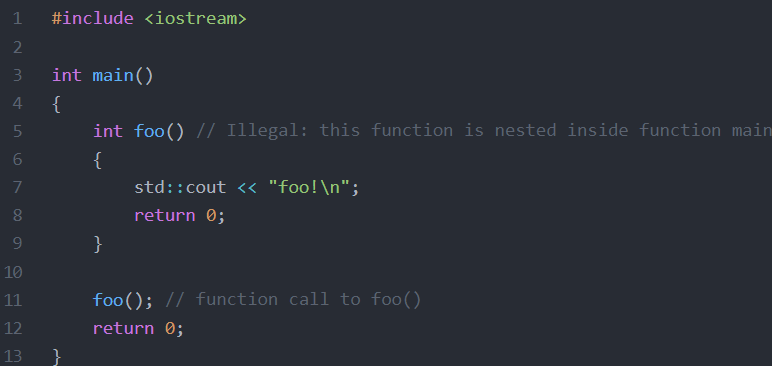 1 #include <iostream>
2
3 int main()
4 {
5     int foo() // Illegal: this function is nested inside function main
6     {
7         std::cout << "foo!\n";
8         return 0;
9     }
10
11     foo(); // function call to foo()
12     return 0;
13 }